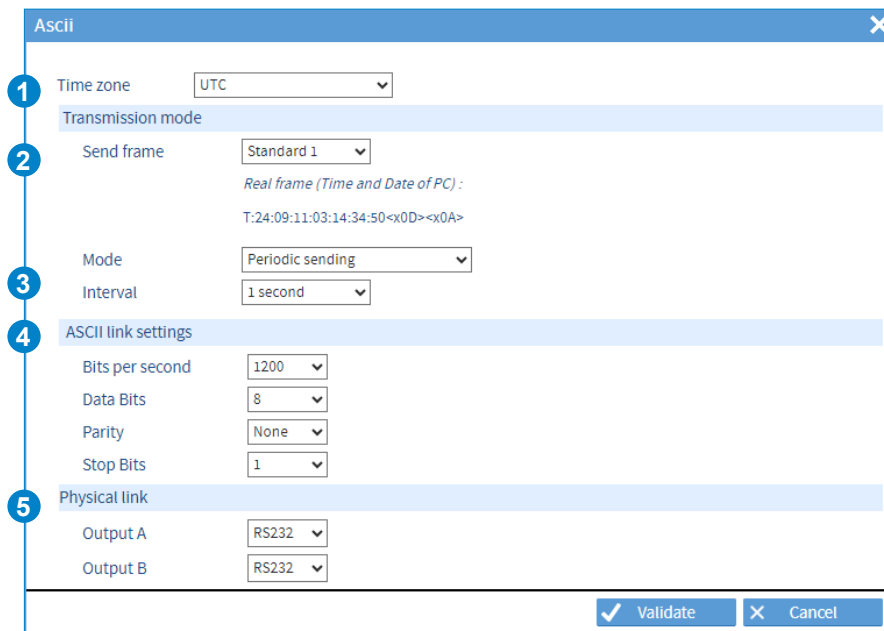 Ascii
1 Time zone UTC
Transmission mode
2 Send frame Standard 1
Real frame (Time and Date of PC) :
T:24:09:11:03:14:34:50<x0D><x0A>
Mode Periodic sending
3 Interval 1 second
4 ASCII link settings
Bits per second 1200
Data Bits 8
Parity None
Stop Bits 1
5 Physical link
Output A RS232
Output B RS232
Validate Cancel